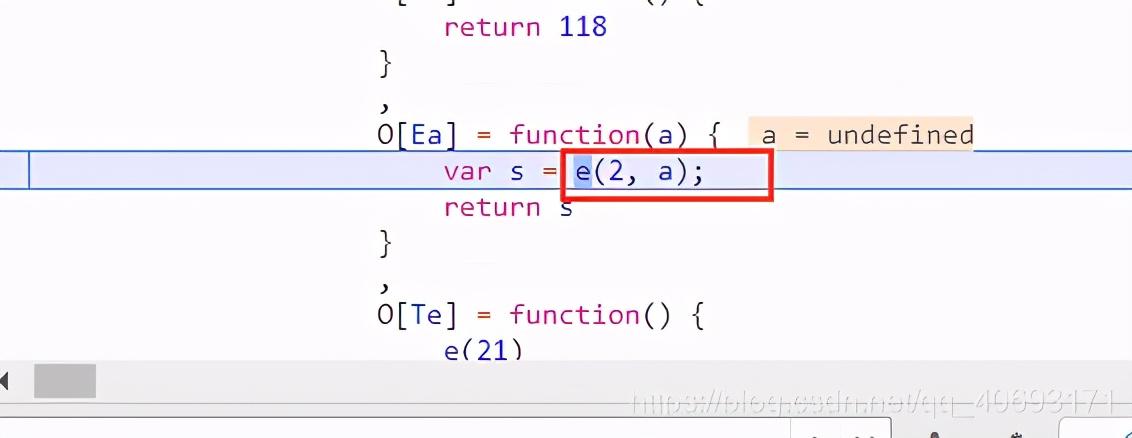 return 118
}
,
O[Ea] = function(a) { a = undefined
var s = e(2, a);
return s
}
,
O[Te] = function() {
e(21)
https://blog.csdn.net/qq_40693171